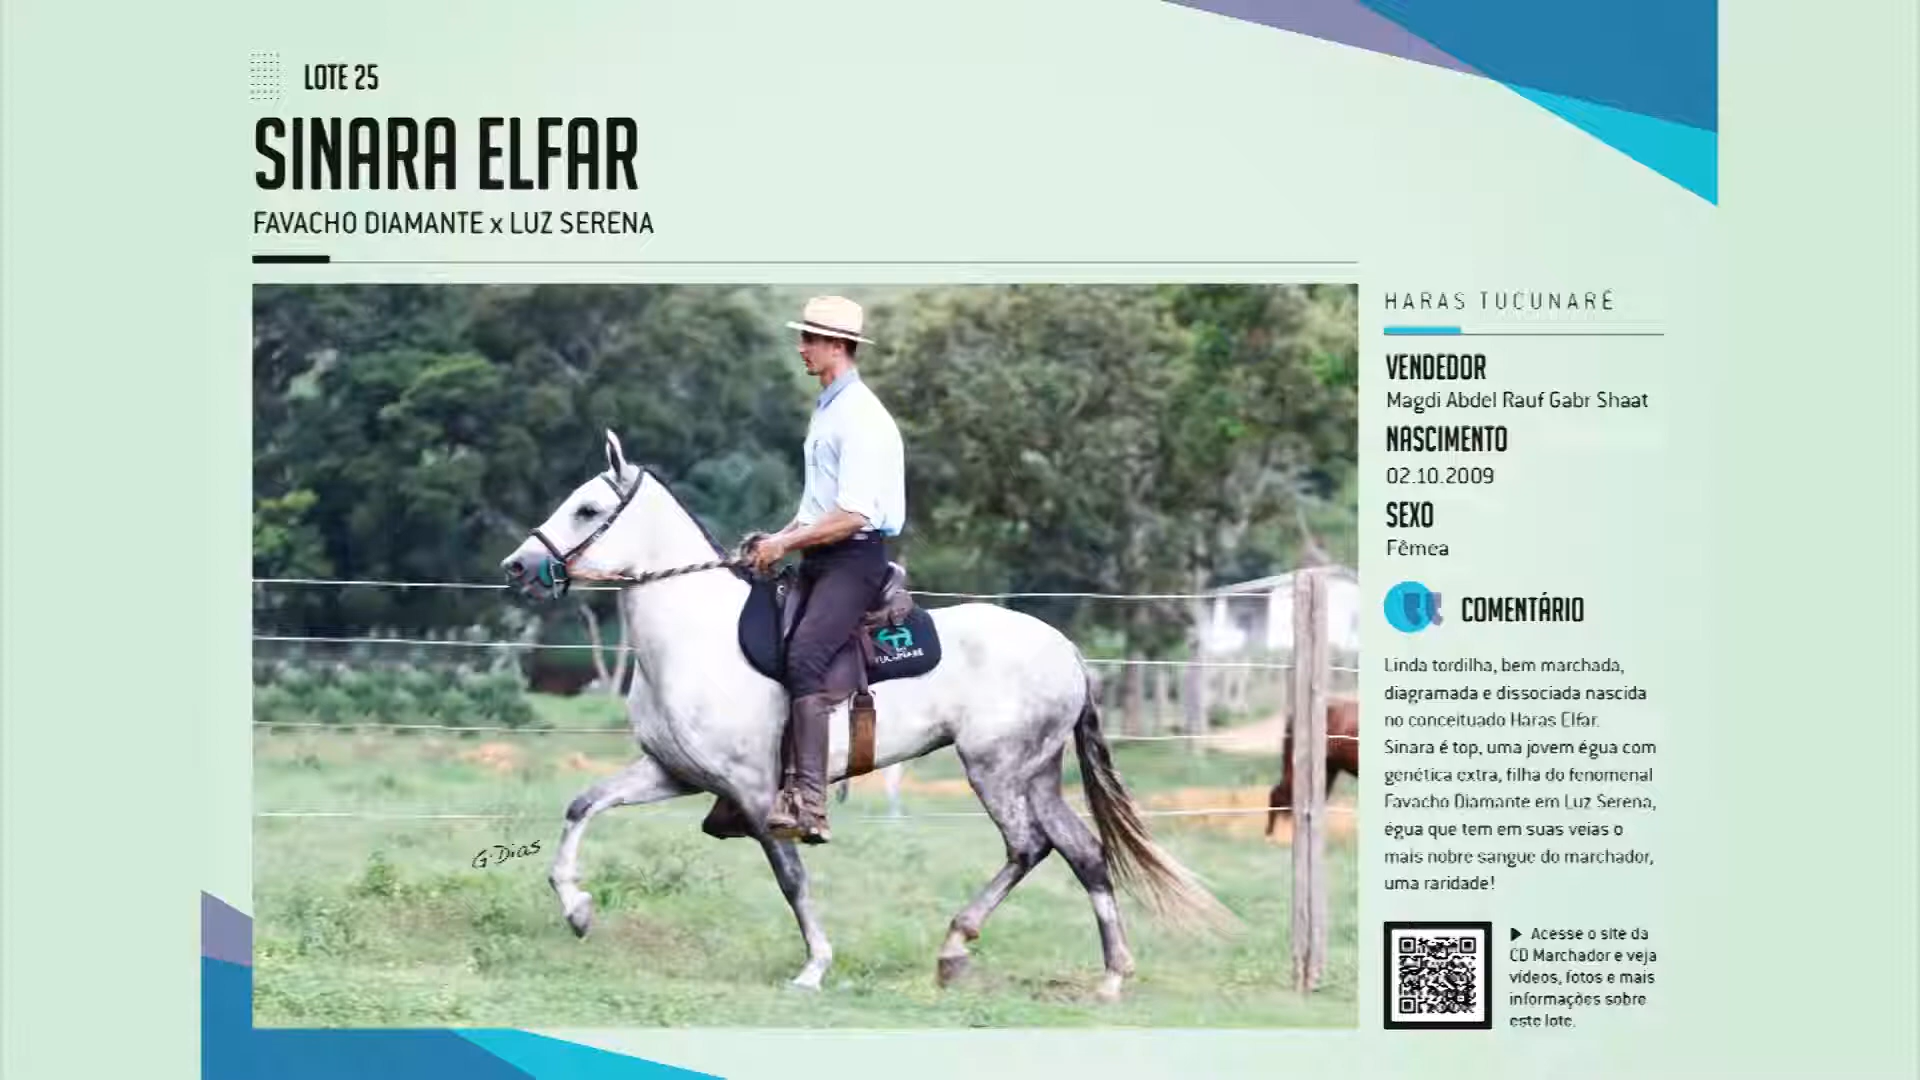 LOTE 25
SINARA ELFAR
FAVACHO DIAMANTE x LUZ SERENA
HARAS TUCUNARÉ
VENDEDOR
Magdi Abdel Rauf Gabr Shaat
NASCIMENTO
02.10.2009
SEXO
Fêmea
COMENTÁRIO
Linda tordilha, bem marchada,
diagramada e dissociada nascida
no conceituado Haras Elfar.
Sinara é top, uma jovem égua com
genética extra, filha do fenomenal
Favacho Diamante em Luz Serena,
égua que tem em suas veias o
mais nobre sangue do marchador,
uma raridade!
TUCUNARÉ
G. Dias
▶ Acesse o site da
CD Marchador e veja
vídeos, fotos e mais
informações sobre
este lote.